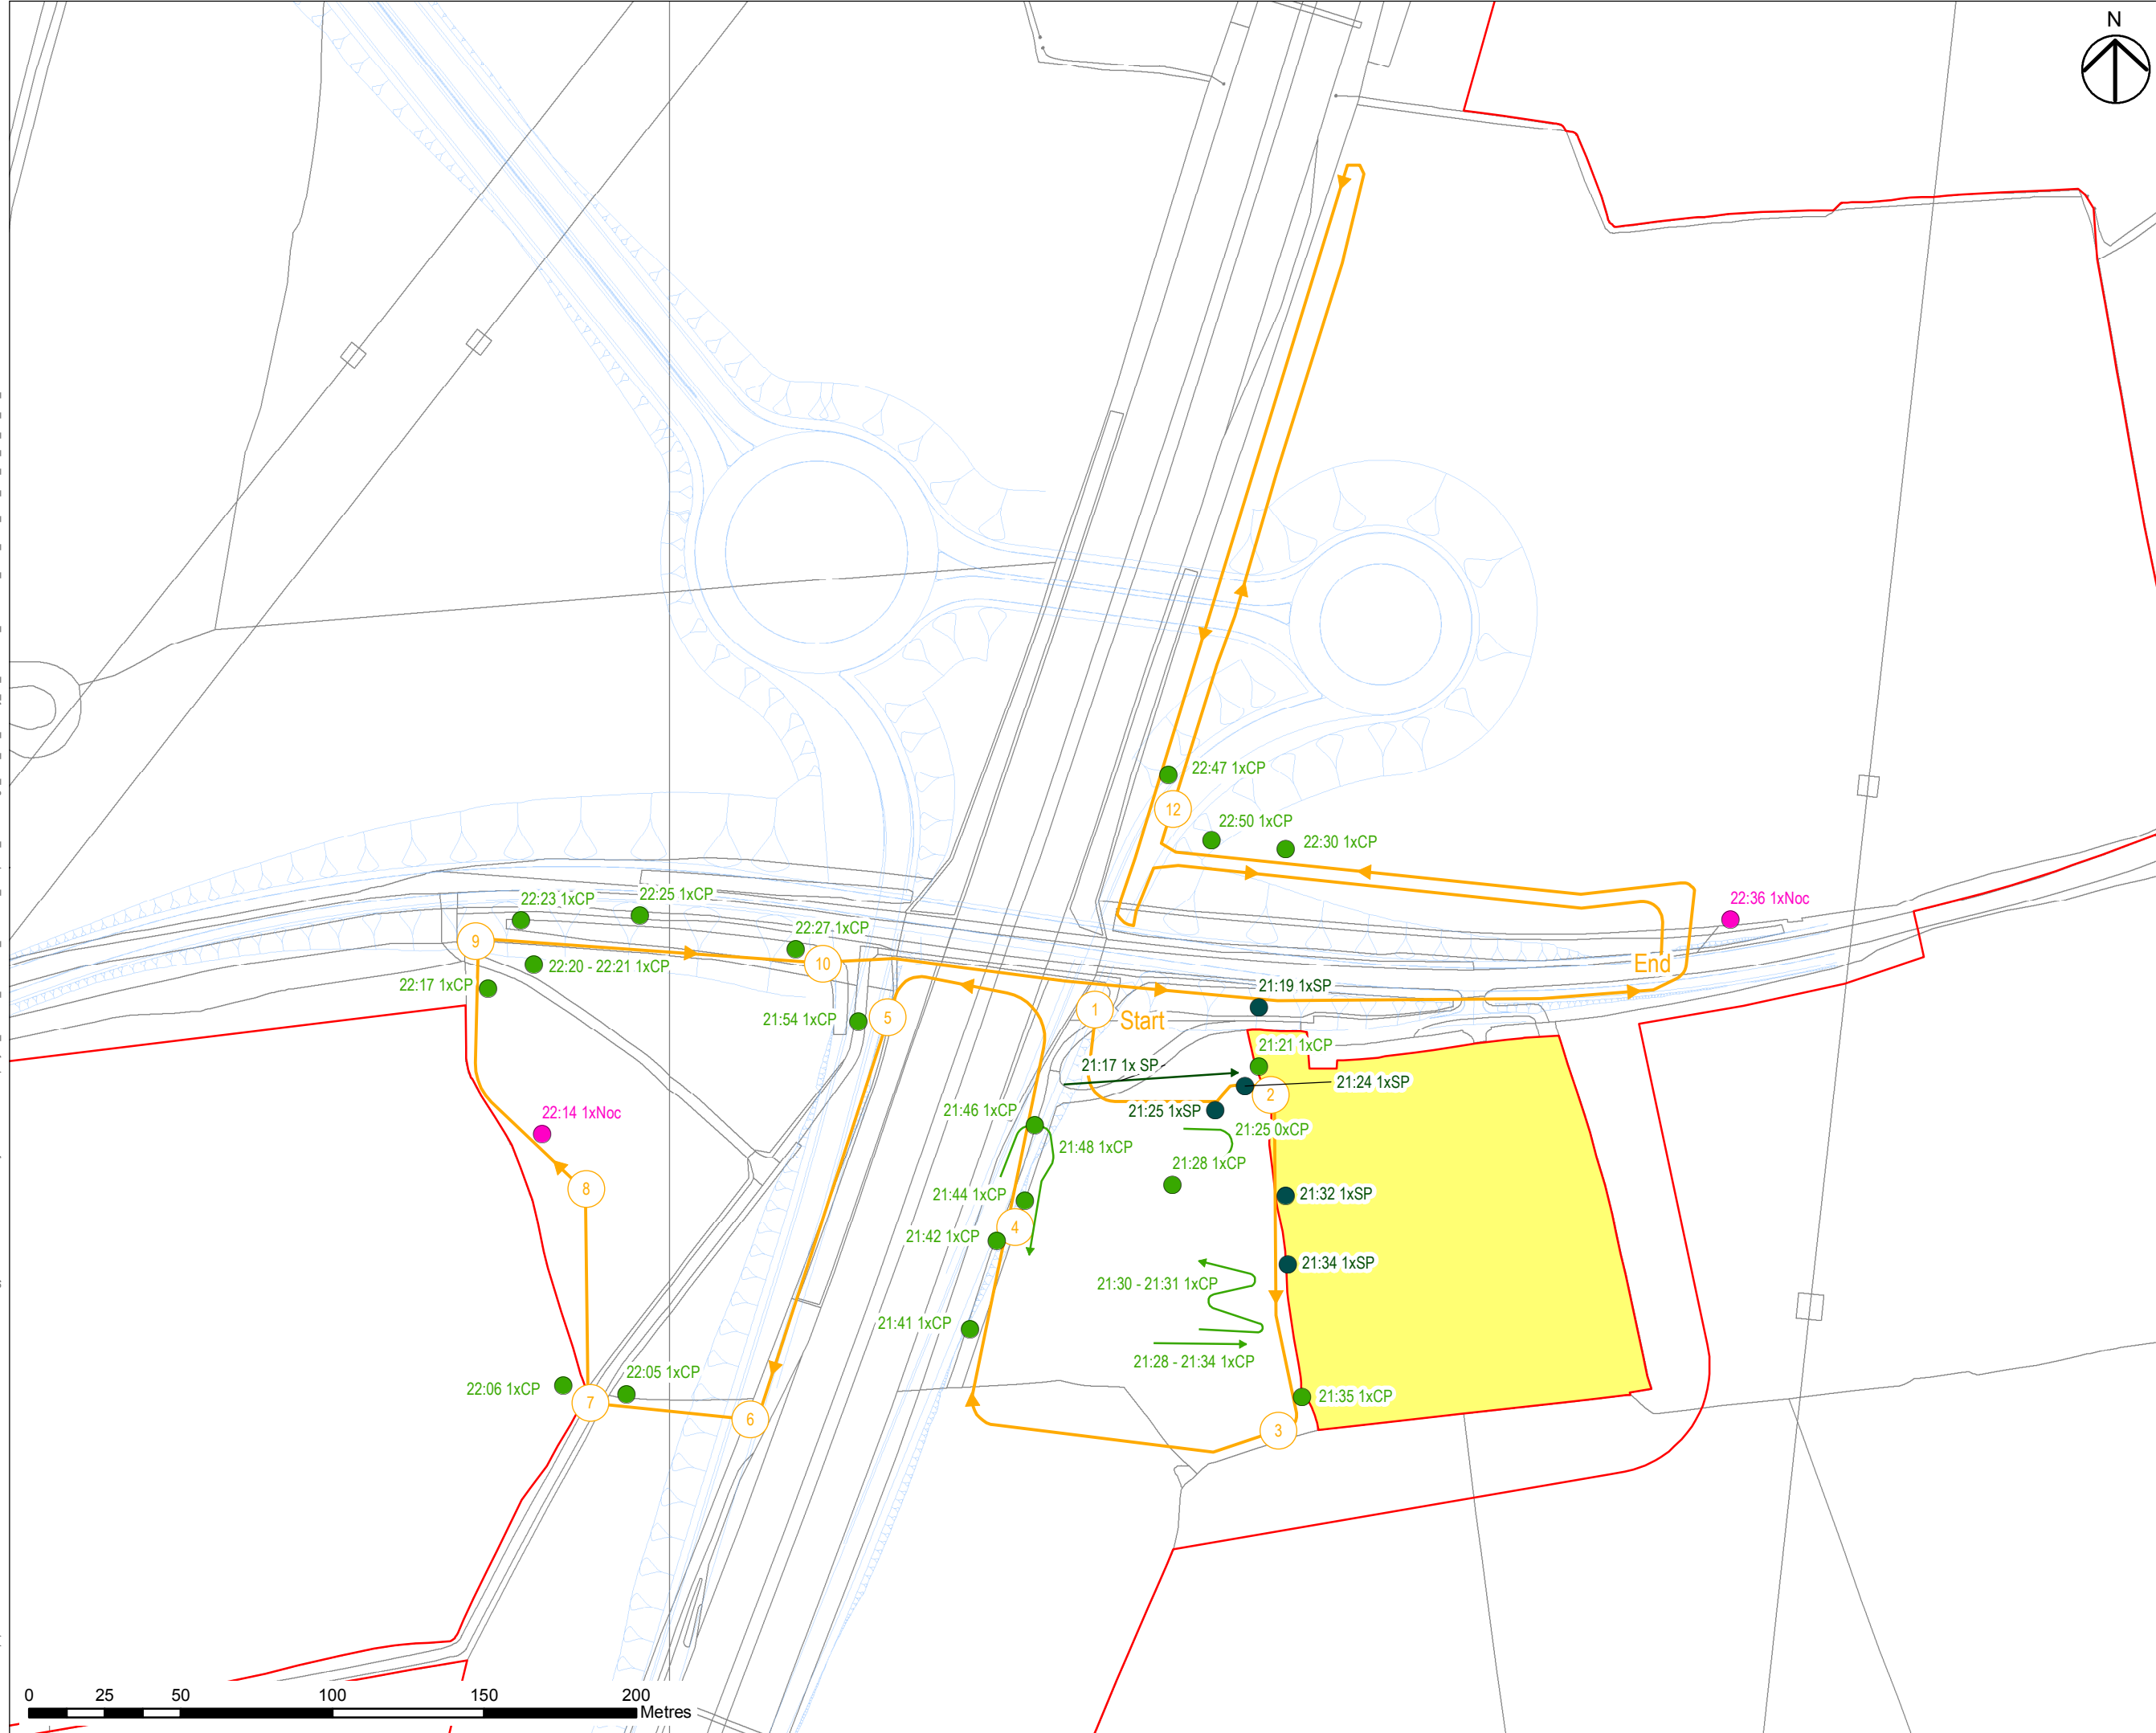 N
22:47 1xCP
12
22:50 1xCP
22:30 1xCP
22:36 1xNoc
22:23 1xCP
22:25 1xCP
22:27 1xCP
9
10
22:20 - 22:21 1xCP
22:17 1xCP
End
21:19 1xSP
21:54 1xCP
5
1
Start
21:21 1xCP
21:17 1x SP
21:24 1xSP
2
21:25 1xSP
21:46 1xCP
22:14 1xNoc
21:25 0xCP
21:48 1xCP
21:28 1xCP
8
21:44 1xCP
21:32 1xSP
4
21:42 1xCP
21:34 1xSP
21:30 - 21:31 1xCP
21:41 1xCP
21:28 - 21:34 1xCP
22:05 1xCP
22:06 1xCP
21:35 1xCP
7
6
3
0 25 50 100 150 200
Metres